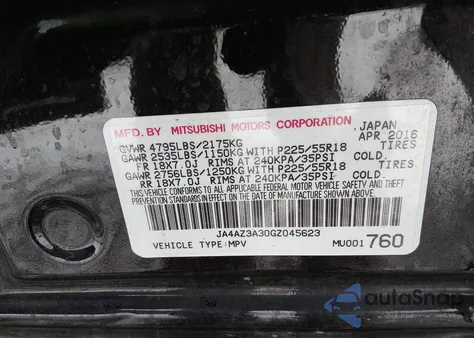 MFD. BY MITSUBISHI MOTORS CORPORATION JAPAN
GVWR 4795LBS/2175KG APR 2016
GAWR 2535LBS/1150KG WITH P225/55R18 TIRES
FR 18X7.0J RIMS AT 240KPA/35PSI COLD.
GAWR 2756LBS/1250KG WITH P225/55R18 TIRES
RR 18X7.0J RIMS AT 240KPA/35PSI COLD.
THIS VEHICLE CONFORMS TO ALL APPLICABLE FEDERAL MOTOR VEHICLE SAFETY, BUMPER, AND THEFT
PREVENTION STANDARDS IN EFFECT ON THE DATE OF MANUFACTURE SHOWN ABOVE.
JA4AZ3A30GZ045623
VEHICLE TYPE:MPV MU001760
autoSnap